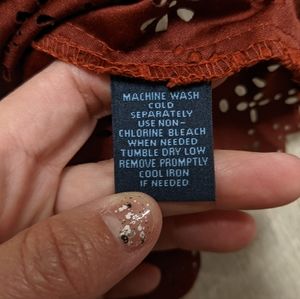 MACHINE WASH
COLD
SEPARATELY
USE NON-
CHLORINE BLEACH
WHEN NEEDED
TUMBLE DRY LOW
REMOVE PROMPTLY
COOL IRON
IF NEEDED